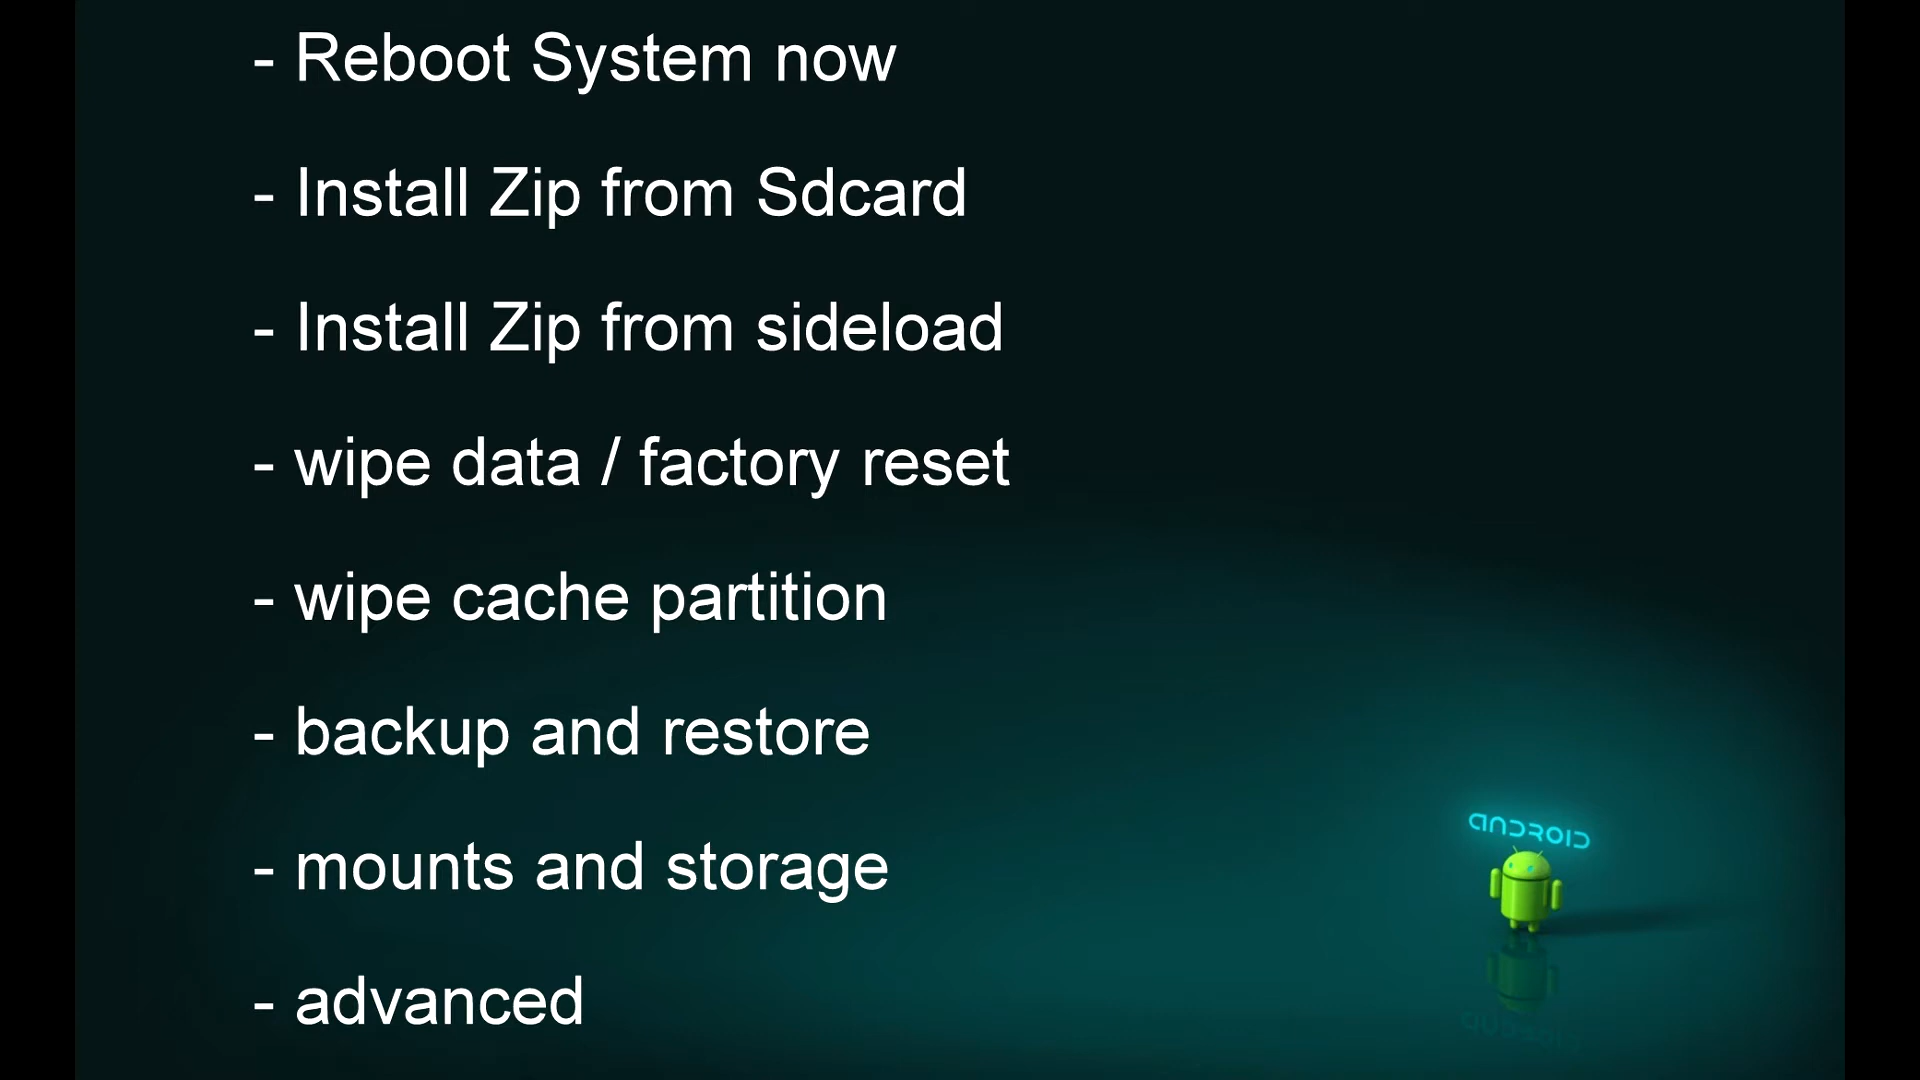 - Reboot System now
- Install Zip from Sdcard
- Install Zip from sideload
- wipe data / factory reset
- wipe cache partition
- backup and restore
- mounts and storage
ANDROID
- advanced